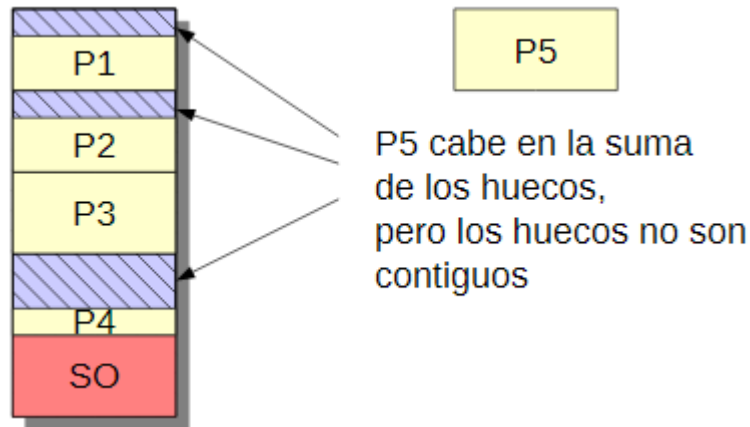 P1
P2
P3
P4
SO
P5
P5 cabe en la suma
de los huecos,
pero los huecos no son
contiguos